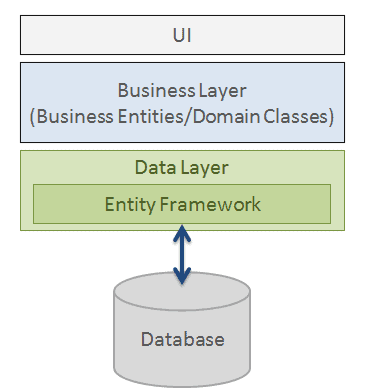 UI
Business Layer
(Business Entities/Domain Classes)
Data Layer
Entity Framework
Database